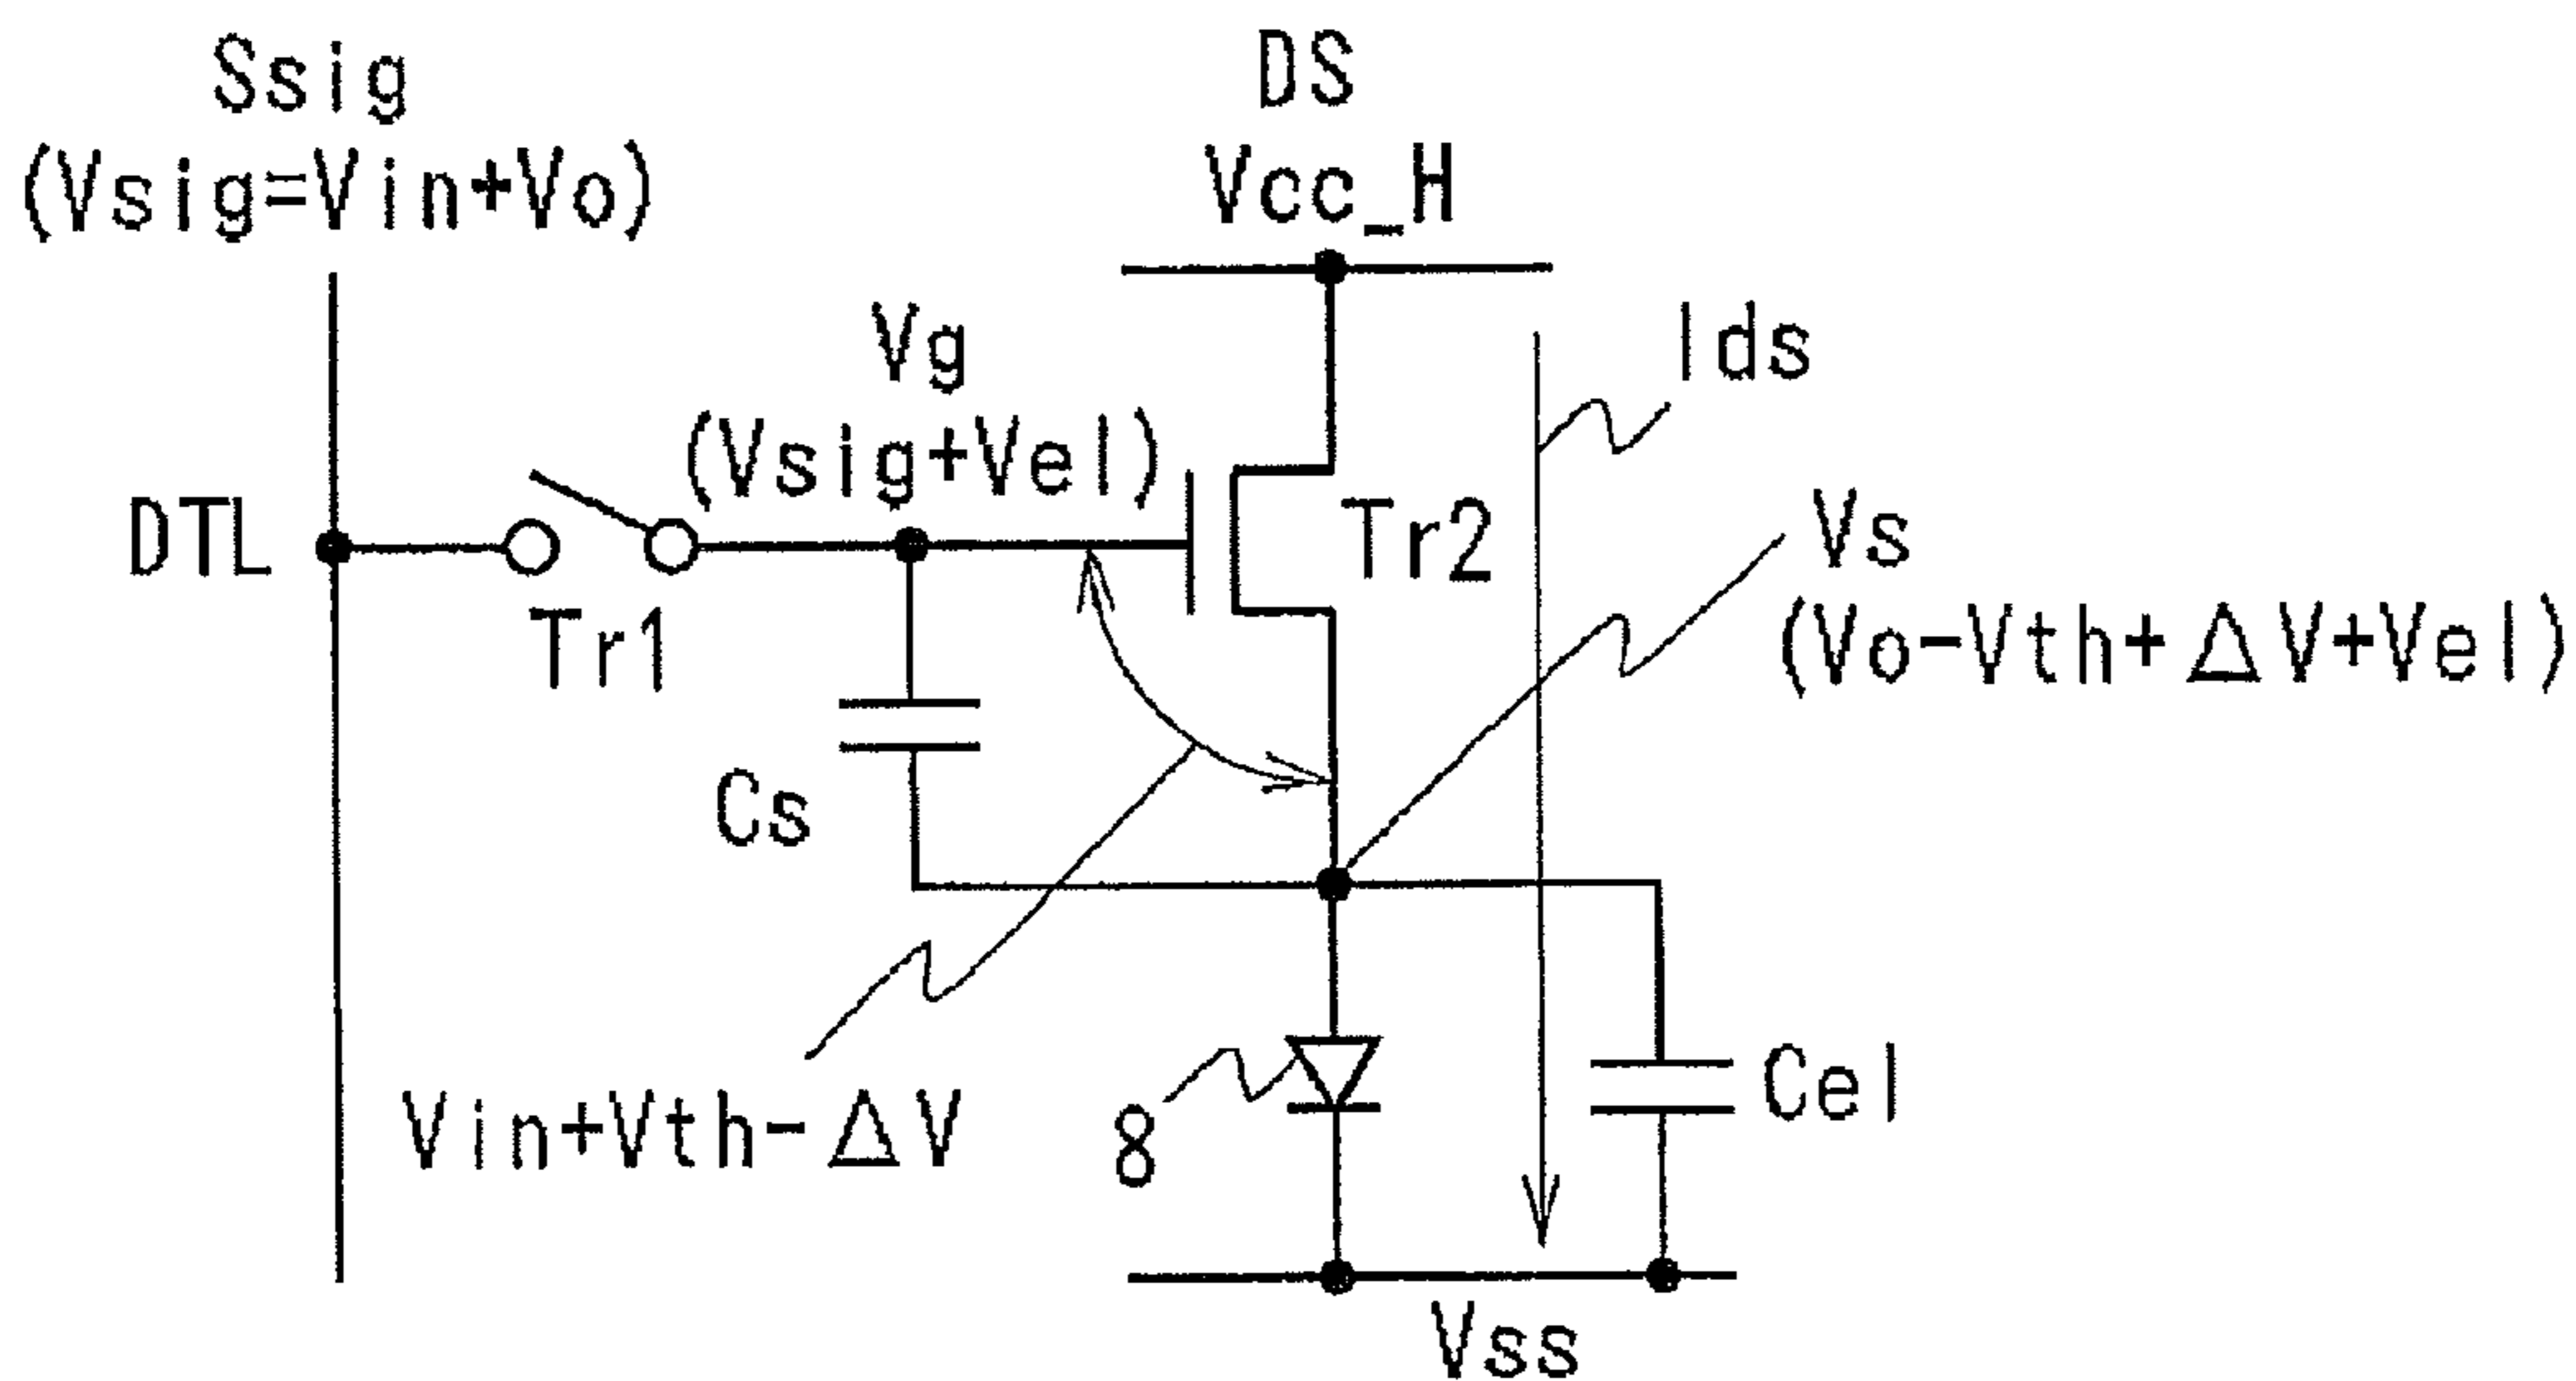 Ssig
(Vsig=Vin+Vo)
DS
Vcc_H
Vg
(Vsig+Vel)
Ids
DTL
Tr1
Tr2
Vs
(Vo-Vth+ΔV+Vel)
Cs
Vin+Vth-ΔV
8
Cel
Vss